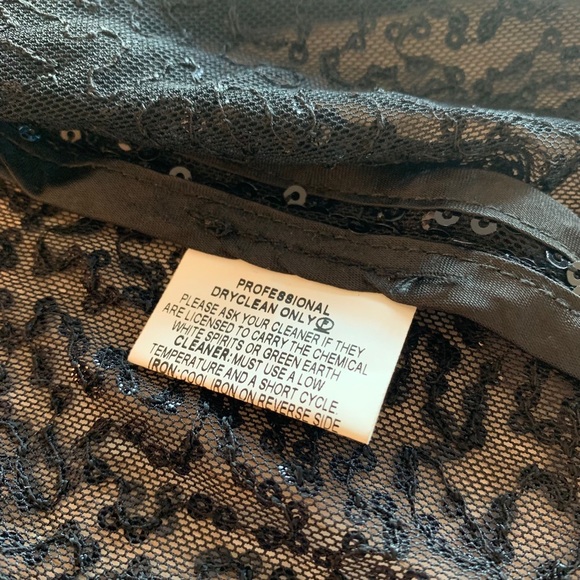 PROFESSIONAL
DRYCLEAN ONLY Ⓟ
PLEASE ASK YOUR CLEANER IF THEY
ARE LICENSED TO CARRY THE CHEMICAL
WHITE SPIRITS OR GREEN EARTH
CLEANER: MUST USE A LOW
TEMPERATURE AND A SHORT CYCLE
IRON: COOL IRON ON REVERSE SIDE